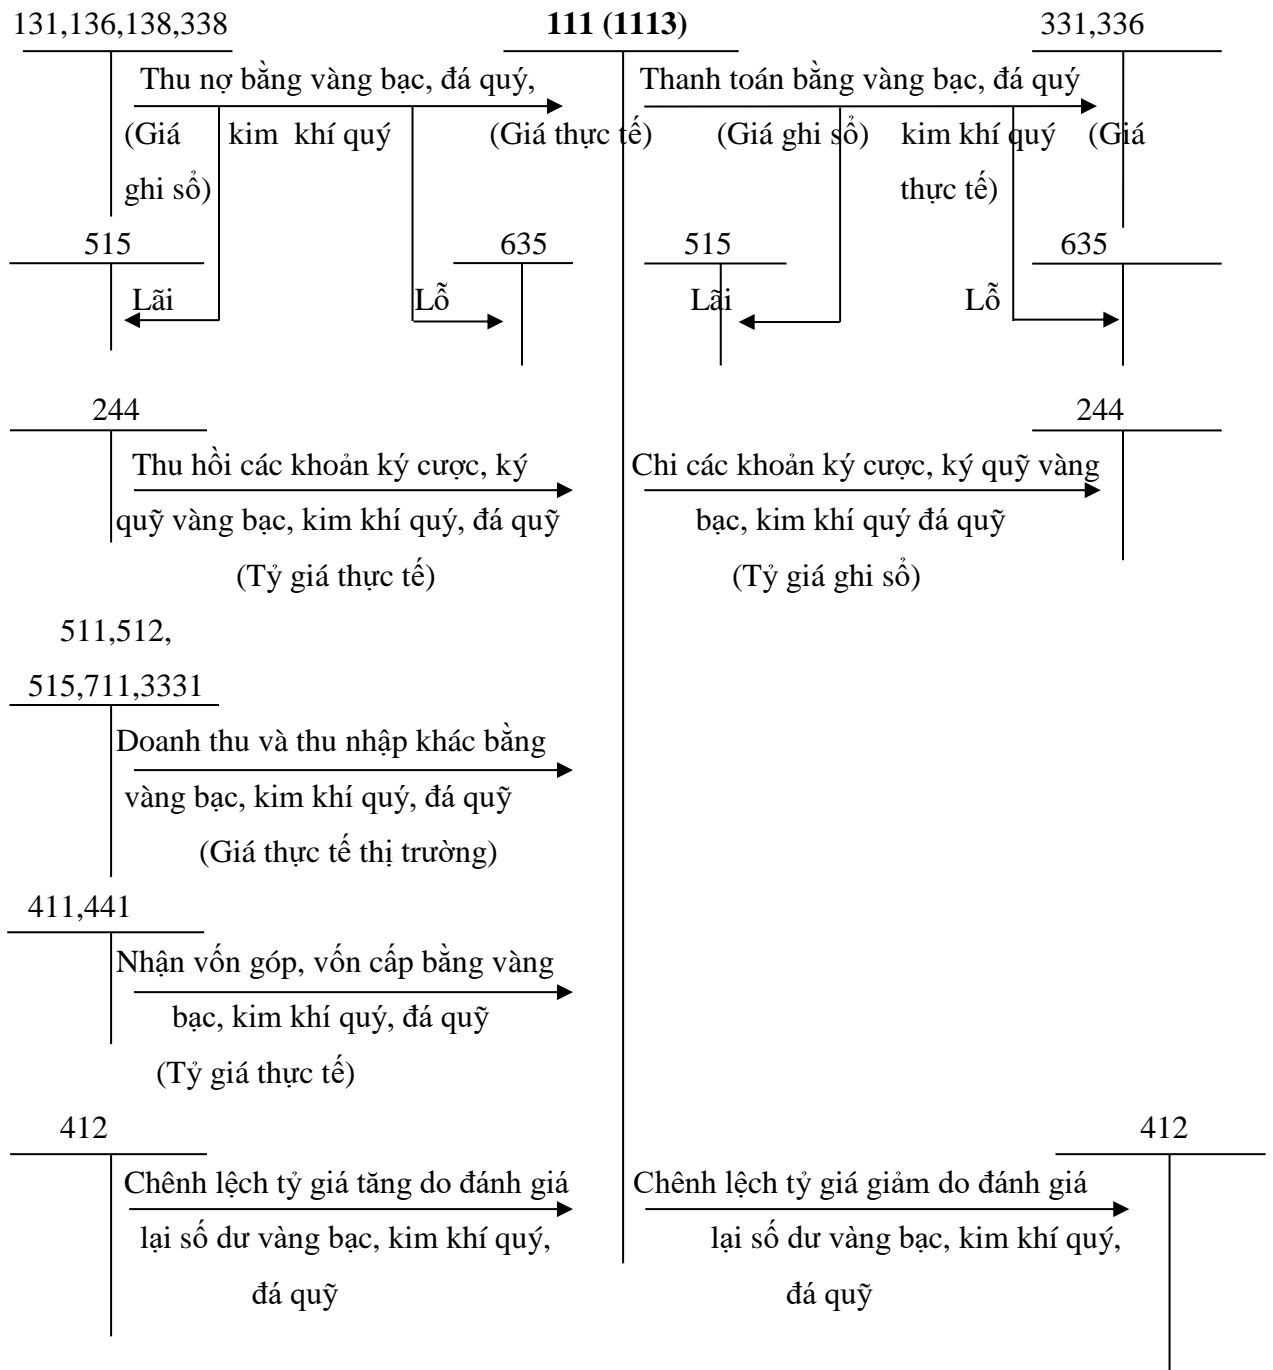 131,136,138,338 111 (1113) 331,336
Thu nợ bằng vàng bạc, đá quý, Thanh toán bằng vàng bạc, đá quý
(Giá kim khí quý (Giá thực tế) (Giá ghi sổ) kim khí quý (Giá
ghi sổ) thực tế)
515 635 515 635
Lãi Lỗ Lãi Lỗ
244 244
Thu hồi các khoản ký cược, ký Chi các khoản ký cược, ký quỹ vàng
quỹ vàng bạc, kim khí quý, đá quỹ bạc, kim khí quý đá quỹ
(Tỷ giá thực tế) (Tỷ giá ghi sổ)
511,512,
515,711,3331
Doanh thu và thu nhập khác bằng
vàng bạc, kim khí quý, đá quỹ
(Giá thực tế thị trường)
411,441
Nhận vốn góp, vốn cấp bằng vàng
bạc, kim khí quý, đá quỹ
(Tỷ giá thực tế)
412 412
Chênh lệch tỷ giá tăng do đánh giá Chênh lệch tỷ giá giảm do đánh giá
lại số dư vàng bạc, kim khí quý, lại số dư vàng bạc, kim khí quý,
đá quỹ đá quỹ